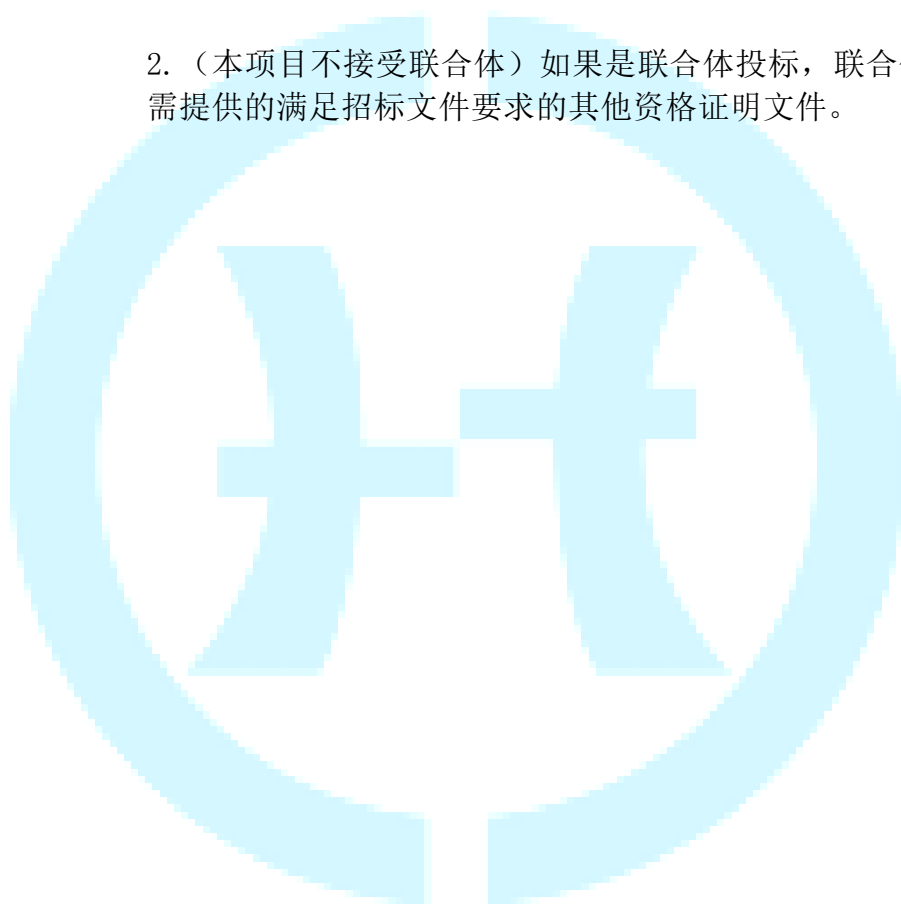 2. （本项目不接受联合体）如果是联合体投标，联合
需提供的满足招标文件要求的其他资格证明文件。